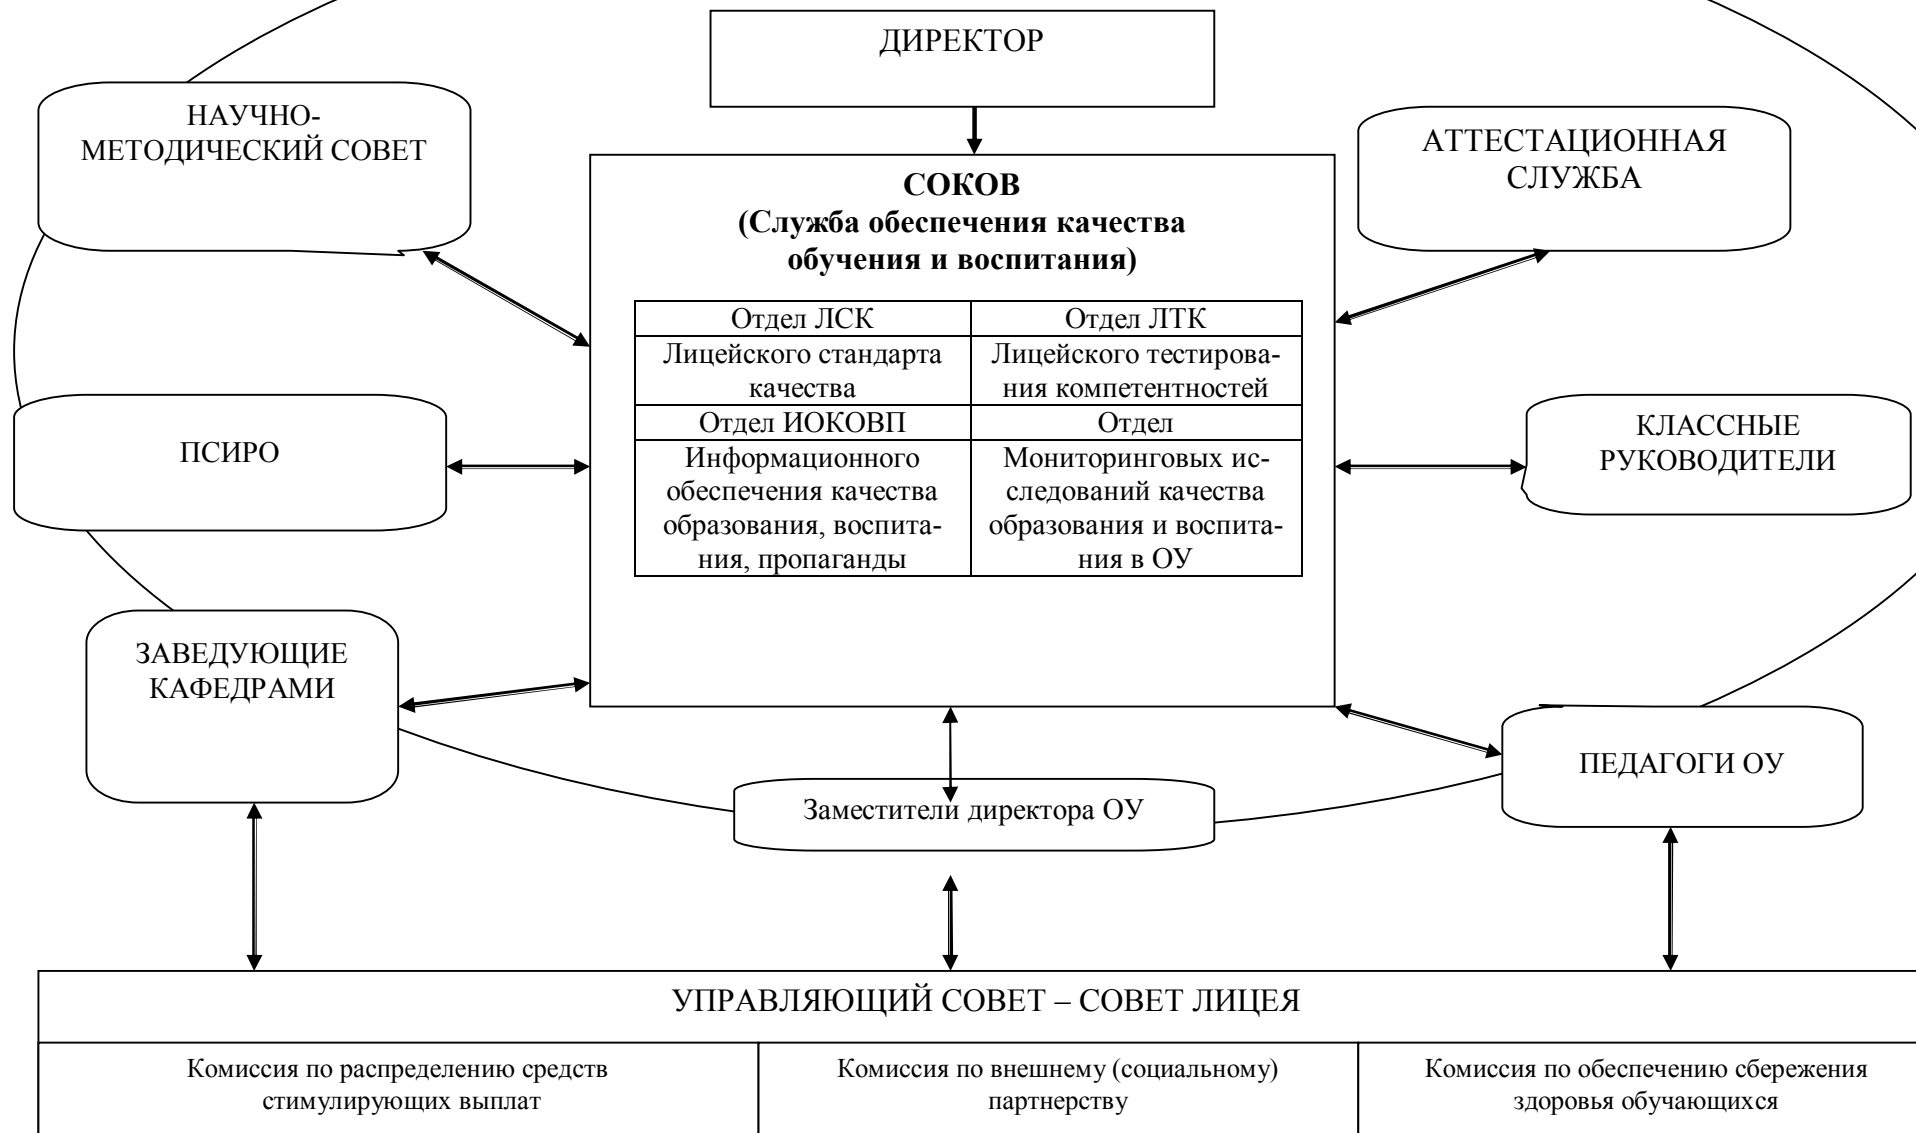 ДИРЕКТОР
НАУЧНО-
МЕТОДИЧЕСКИЙ СОВЕТ
АТТЕСТАЦИОННАЯ
СЛУЖБА
СОКОВ
(Служба обеспечения качества
обучения и воспитания)
Отдел ЛСК
Отдел ЛТК
Лицейского стандарта
качества
Лицейского тестирова-
ния компетентностей
Отдел ИОКОВП
Отдел
Информационного
обеспечения качества
образования, воспита-
ния, пропаганды
Мониторинговых ис-
следований качества
образования и воспита-
ния в ОУ
ПСИРО
КЛАССНЫЕ
РУКОВОДИТЕЛИ
ЗАВЕДУЮЩИЕ
КАФЕДРАМИ
ПЕДАГОГИ ОУ
Заместители директора ОУ
УПРАВЛЯЮЩИЙ СОВЕТ – СОВЕТ ЛИЦЕЯ
Комиссия по распределению средств
стимулирующих выплат
Комиссия по внешнему (социальному)
партнерству
Комиссия по обеспечению сбережения
здоровья обучающихся